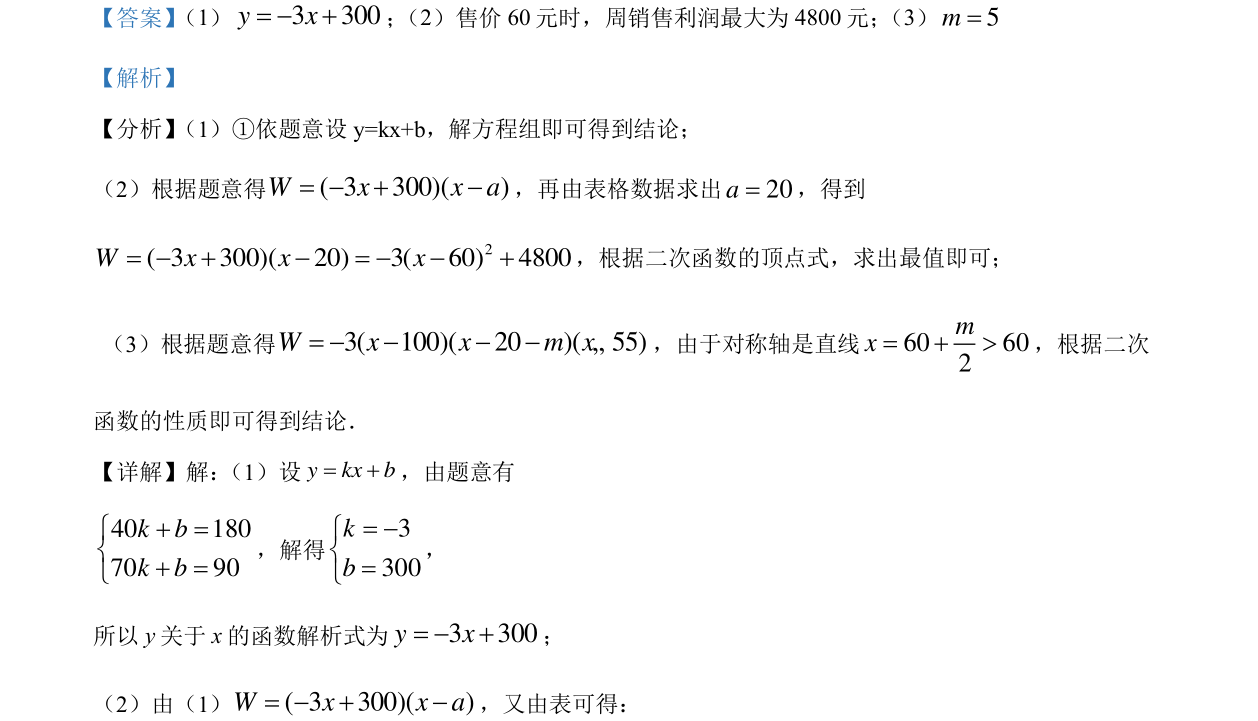 【答案】(1) y = −3x + 300;(2)售价 60 元时,周销售利润最大为 4800 元;(3) m = 5
【解析】
【分析】(1)①依题意设 y=kx+b,解方程组即可得到结论;
(2)根据题意得W = (−3x + 300)(x − a),再由表格数据求出 a = 20,得到
W = (−3x + 300)(x − 20) = −3(x − 60)² + 4800,根据二次函数的顶点式,求出最值即可;
(3)根据题意得W = −3(x −100)(x − 20 − m)(x,, 55),由于对称轴是直线 x = 60 + m/2 > 60,根据二次
函数的性质即可得到结论.
【详解】解:(1)设 y = kx + b,由题意有
{40k + b = 180 70k + b = 90,解得{k = −3 b = 300,
所以 y 关于 x 的函数解析式为 y = −3x + 300;
(2)由(1)W = (−3x + 300)(x − a),又由表可得: